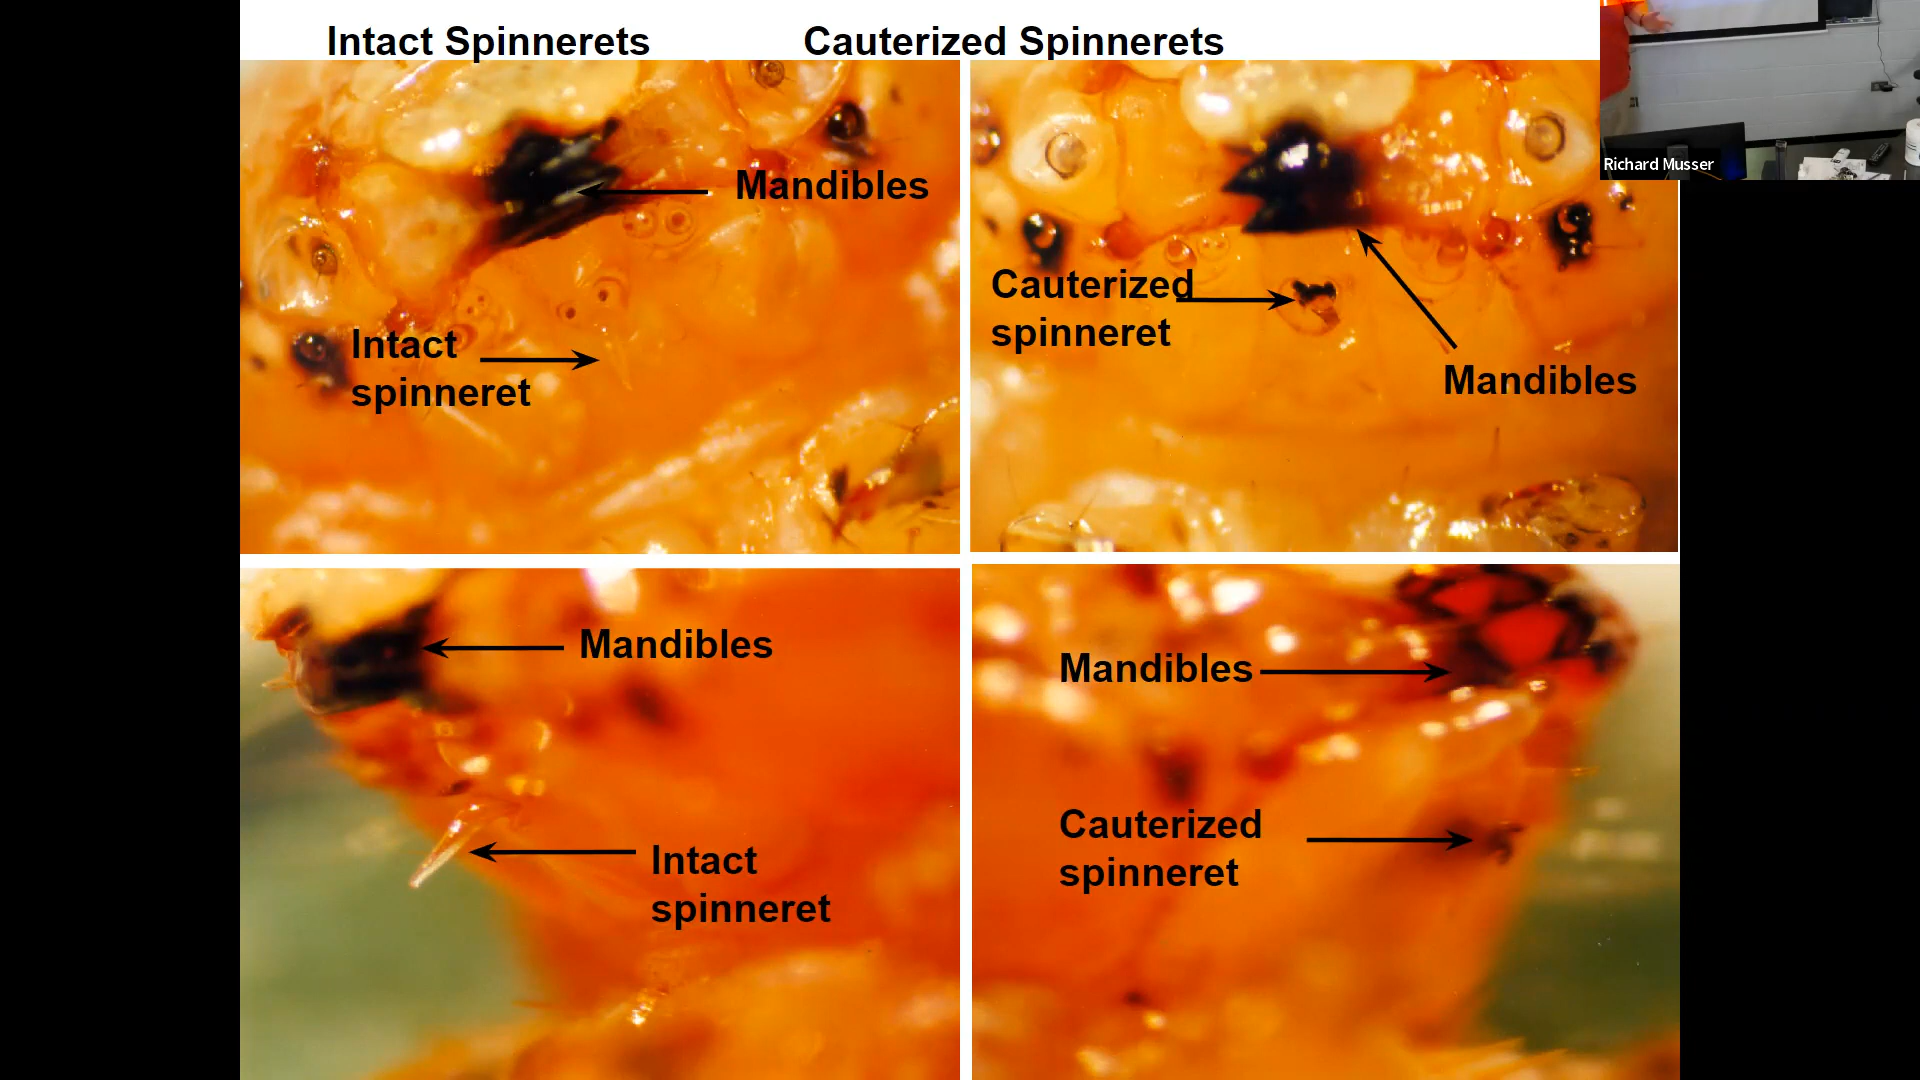 Intact Spinnerets
Cauterized Spinnerets
Richard Musser
Mandibles
Intact
spinneret
Cauterized
spinneret
Mandibles
Mandibles
Intact
spinneret
Mandibles
Cauterized
spinneret